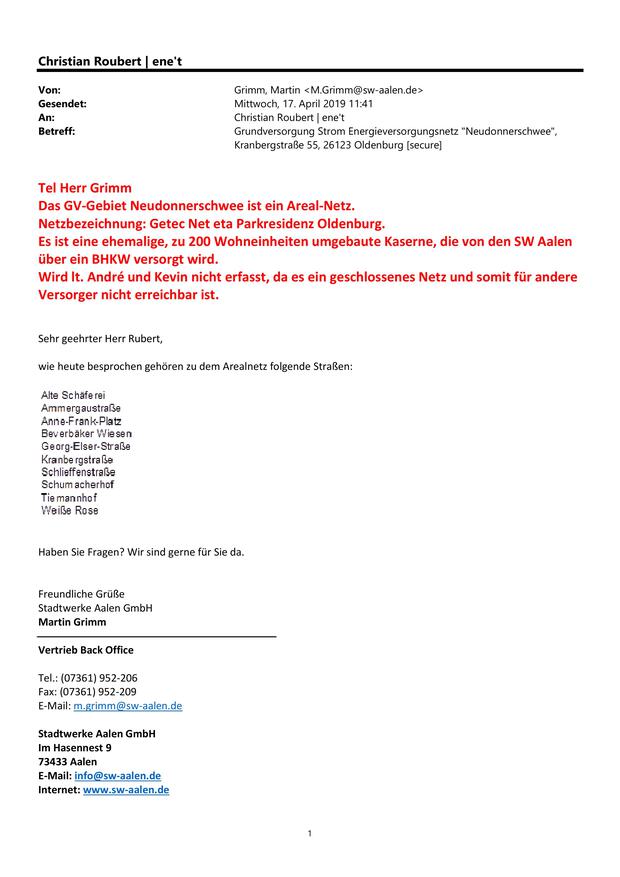 Christian Roubert | ene't
Von: Grimm, Martin <M.Grimm@sw-aalen.de>
Gesendet: Mittwoch, 17. April 2019 11:41
An: Christian Roubert | ene't
Betreff: Grundversorgung Strom Energieversorgungsnetz "Neudonnerschwee",
Kranbergstraße 55, 26123 Oldenburg [secure]
Tel Herr Grimm
Das GV-Gebiet Neudonnerschwee ist ein Areal-Netz.
Netzbezeichnung: Getec Net eta Parkresidenz Oldenburg.
Es ist eine ehemalige, zu 200 Wohneinheiten umgebaute Kaserne, die von den SW Aalen
über ein BHKW versorgt wird.
Wird lt. André und Kevin nicht erfasst, da es ein geschlossenes Netz und somit für andere
Versorger nicht erreichbar ist.
Sehr geehrter Herr Rubert,
wie heute besprochen gehören zu dem Arealnetz folgende Straßen:
Alte Schäferei
Ammergaustraße
Anne-Frank-Platz
Beverbäker Wiesen
Georg-Elser-Straße
Kranbergstraße
Schlieffenstraße
Schumacherhof
Tiemannhof
Weiße Rose
Haben Sie Fragen? Wir sind gerne für Sie da.
Freundliche Grüße
Stadtwerke Aalen GmbH
Martin Grimm
Vertrieb Back Office
Tel.: (07361) 952-206
Fax: (07361) 952-209
E-Mail: m.grimm@sw-aalen.de
Stadtwerke Aalen GmbH
Im Hasennest 9
73433 Aalen
E-Mail: info@sw-aalen.de
Internet: www.sw-aalen.de
1